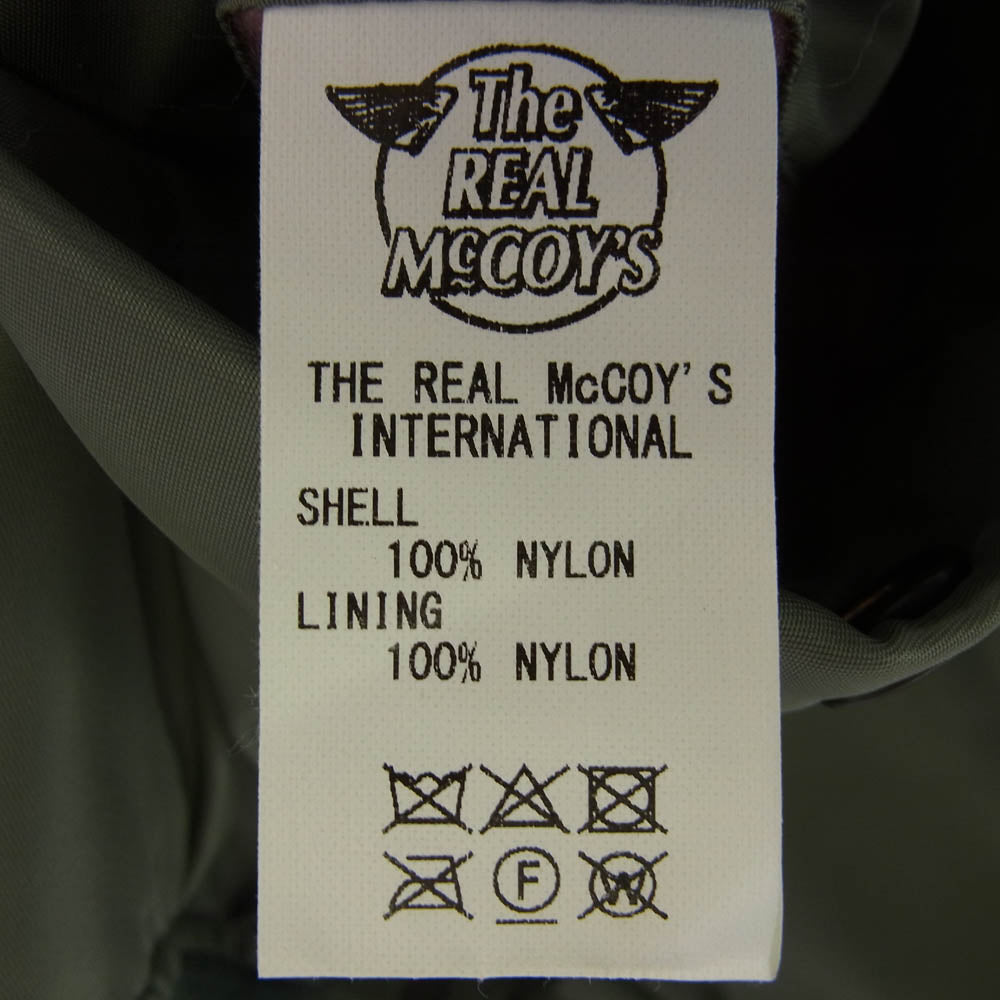 The
REAL
McCOY'S
THE REAL McCOY'S
INTERNATIONAL
SHELL
100% NYLON
LINING
100% NYLON
F
W